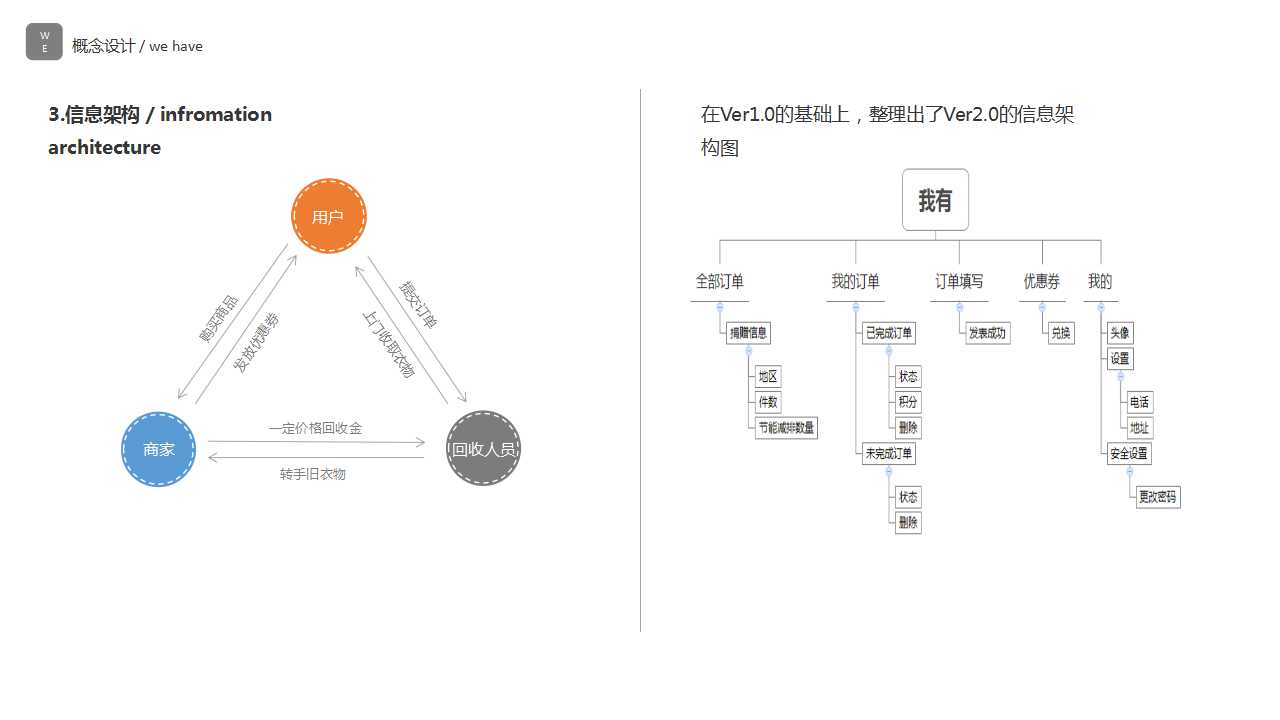 W
E
概念设计 / we have
3.信息架构 / infromation
architecture
用户
购买商品
发放优惠券
提交订单
上门收取衣物
商家
一定价格回收金
转手旧衣物
回收人员
在Ver1.0的基础上，整理出了Ver2.0的信息架
构图
我有
全部订单
捐赠信息
地区
件数
节能减排数量
我的订单
已完成订单
状态
积分
删除
未完成订单
状态
删除
订单填写
发表成功
优惠券
兑换
我的
头像
设置
电话
地址
安全设置
更改密码